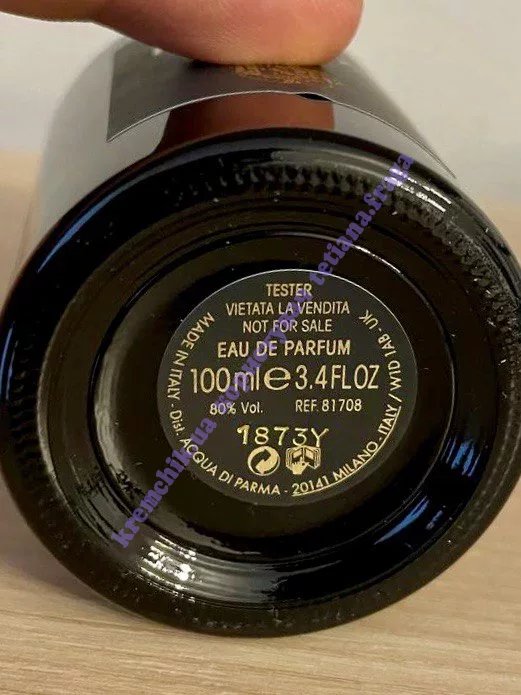 TESTER
VIETATA LA VENDITA
NOT FOR SALE
EAU DE PARFUM
100ml e 3.4FL OZ
80% Vol. REF. 81708
1873Y
MADE IN ITALY - Dist. ACQUA DI PARMA - 20141 MILANO - ITALY / W1D 1AB - UK